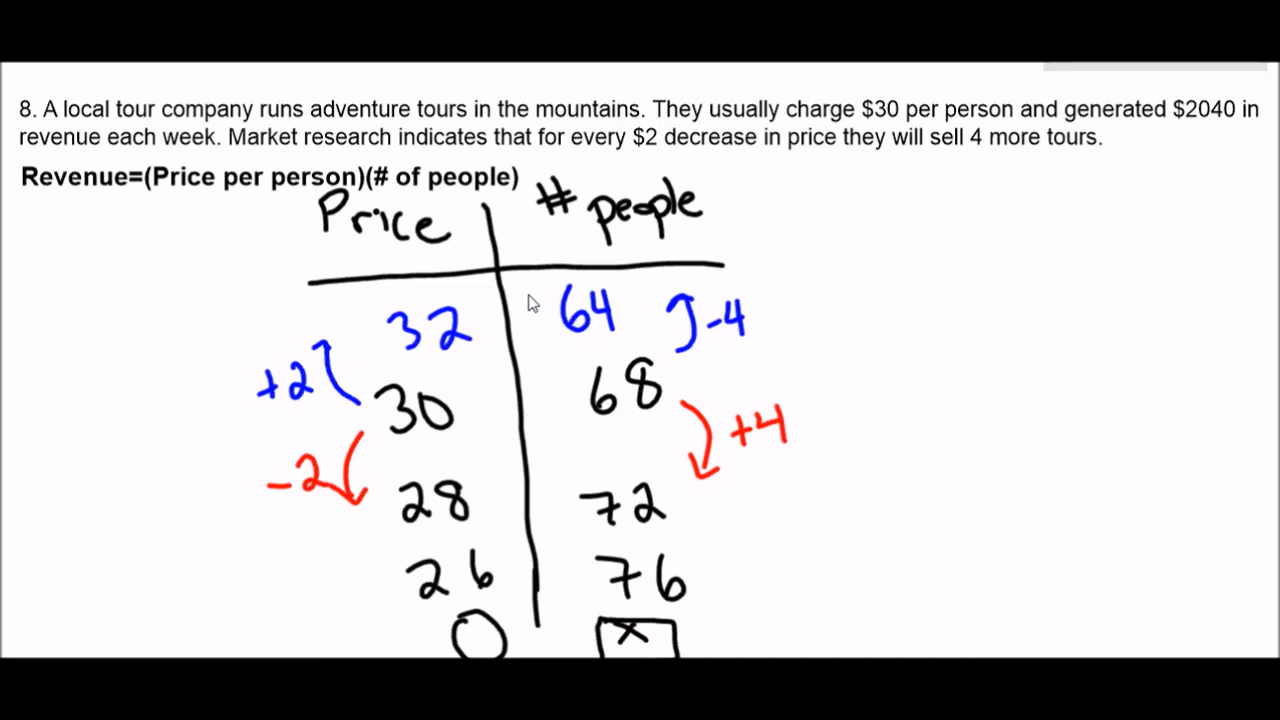 8. A local tour company runs adventure tours in the mountains. They usually charge $30 per person and generated $2040 in
revenue each week. Market research indicates that for every $2 decrease in price they will sell 4 more tours.
Revenue=(Price per person)(# of people)
Price # people
32 64 -4
+2
30 68
+4
-2
28 72
26 76
0 x